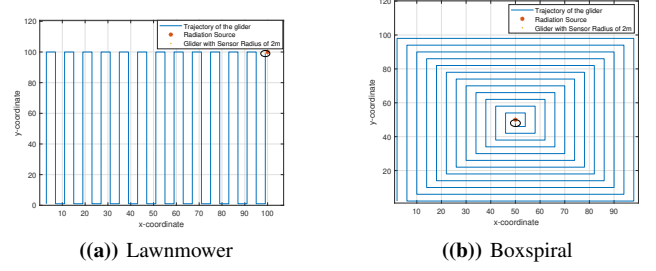 120
100
80
60
40
20
0
y-coordinate
10 20 30 40 50 60 70 80 90 100
x-coordinate
Trajectory of the glider
Radiation Source
Glider with Sensor Radius of 2m
((a)) Lawnmower
120
100
80
60
40
20
y-coordinate
10 20 30 40 50 60 70 80 90
x-coordinate
Trajectory of the glider
Radiation Source
Glider with Sensor Radius of 2m
((b)) Boxspiral